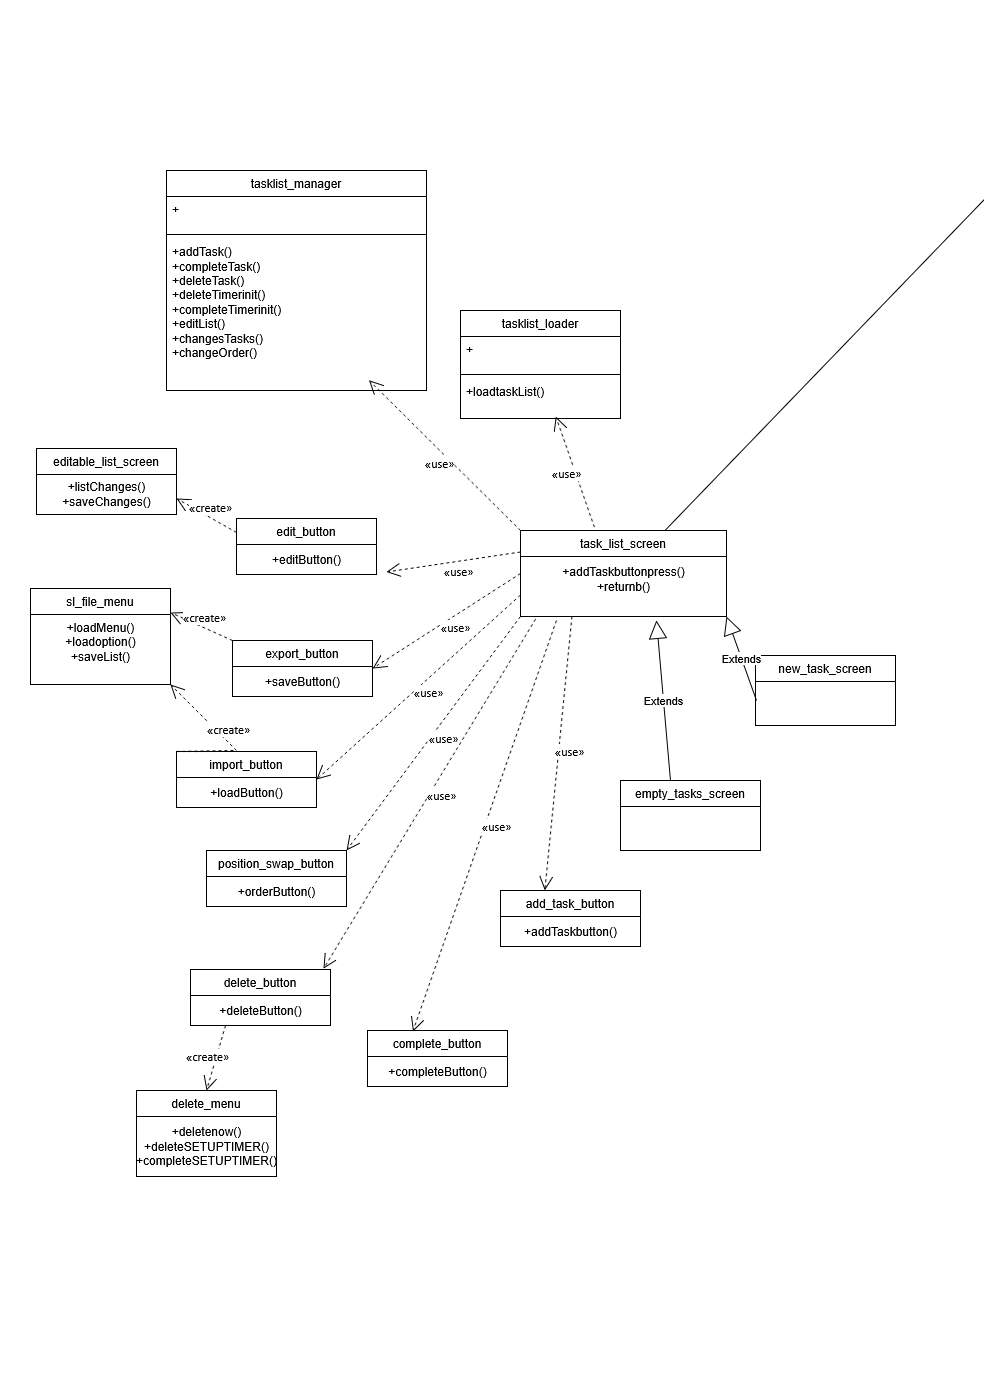 tasklist_manager
+
+addTask()
+completeTask()
+deleteTask()
+deleteTimerinit()
+completeTimerinit()
+editList()
+changesTasks()
+changeOrder()
tasklist_loader
+
+loadtaskList()
«use»
«use»
editable_list_screen
+listChanges()
+saveChanges()
«create»
edit_button
+editButton()
«use»
task_list_screen
+addTaskbuttonpress()
+returnb()
sl_file_menu
+loadMenu()
+loadoption()
+saveList()
«create»
export_button
+saveButton()
«use»
Extends
new_task_screen
«use»
Extends
«create»
import_button
+loadButton()
«use»
«use»
empty_tasks_screen
«use»
«use»
position_swap_button
+orderButton()
add_task_button
+addTaskbutton()
delete_button
+deleteButton()
complete_button
+completeButton()
«create»
delete_menu
+deletenow()
+deleteSETUPTIMER()
+completeSETUPTIMER()